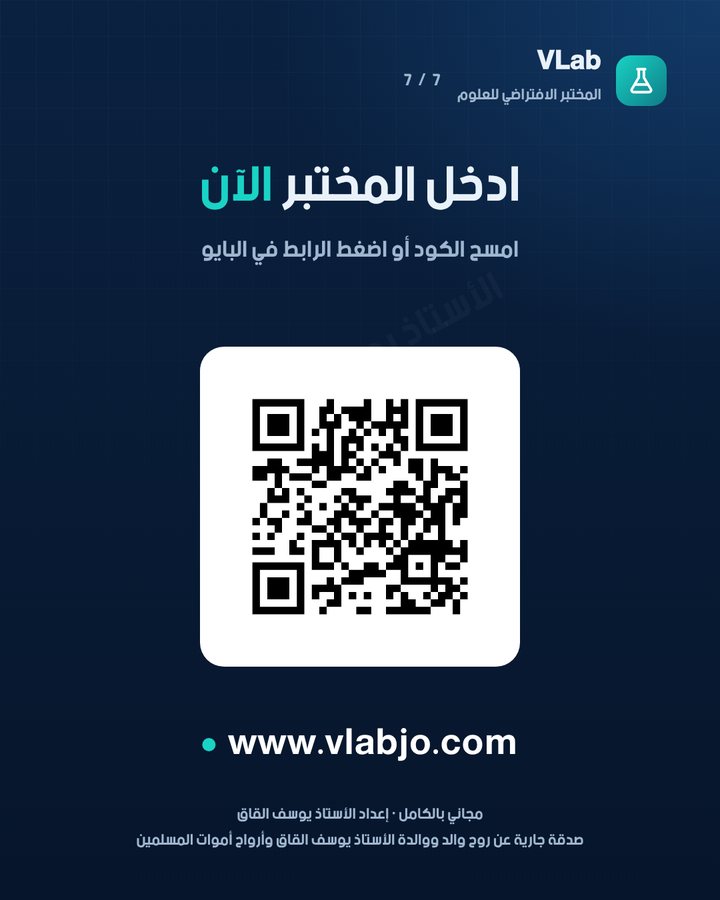 VLab
المختبر الافتراضي للعلوم
7 / 7
ادخل المختبر الآن
امسح الكود أو اضغط الرابط في البايو
الأستاذ
www.vlabjo.com
مجاني بالكامل · إعداد الأستاذ يوسف القاق
صدقة جارية عن روح والد ووالدة الأستاذ يوسف القاق وأرواح أموات المسلمين